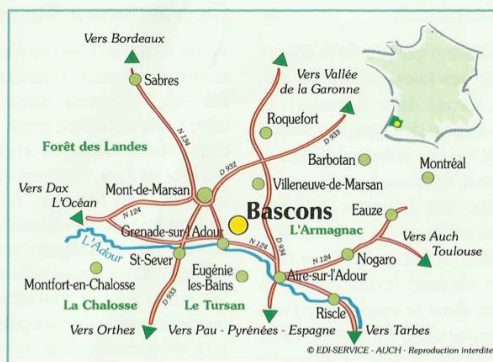 Vers Bordeaux
Sabres
Vers Vallée
de la Garonne
N 134
Roquefort
D 933
Forêt des Landes
D 932
Barbotan
Montréal
Vers Dax
L'Océan
Mont-de-Marsan
Villeneuve-de-Marsan
N 124
Bascons
Eauze
Grenade-sur-l'Adour
L'Armagnac
L'Adour
N 124
D 934
N 124
Vers Auch
Toulouse
St-Sever
Nogaro
Montfort-en-Chalosse
Eugénie
les-Bains
Aire-sur-l'Adour
D 933
La Chalosse
Le Tursan
Riscle
Vers Orthez
Vers Pau - Pyrénées - Espagne
Vers Tarbes
© EDI-SERVICE - AUCH - Reproduction interdite